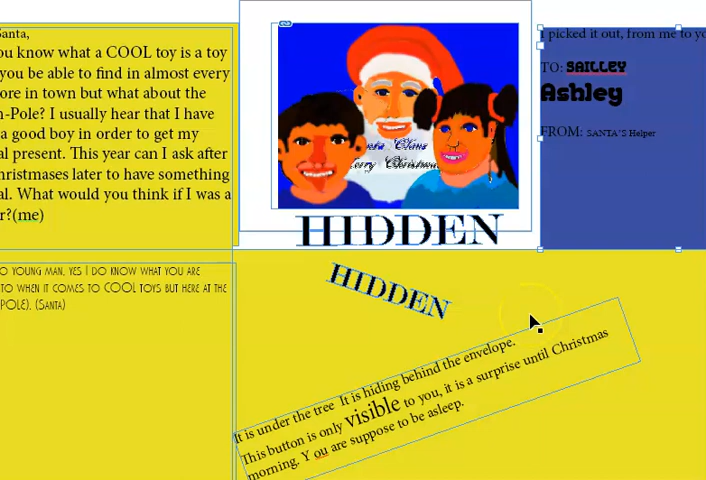 Santa,
ou know what a COOL toy is a toy
you be able to find in almost every
ore in town but what about the
n-Pole? I usually hear that I have
a good boy in order to get my
al present. This year can I ask after
hristmases later to have something
al. What would you think if I was a
r?(me)
O YOUNG MAN, YES I DO KNOW WHAT YOU ARE
TO WHEN IT COMES TO COOL TOYS BUT HERE AT THE
POLE). (SANTA)
Claus
erry Christmas
HIDDEN
HIDDEN
I picked it out, from me to yo
TO: SAILLEY
Ashley
FROM: SANTA'S Helper
It is under the tree It is hiding behind the envelope.
This button is only visible to you, it is a surprise until Christmas
morning. Y ou are suppose to be asleep.